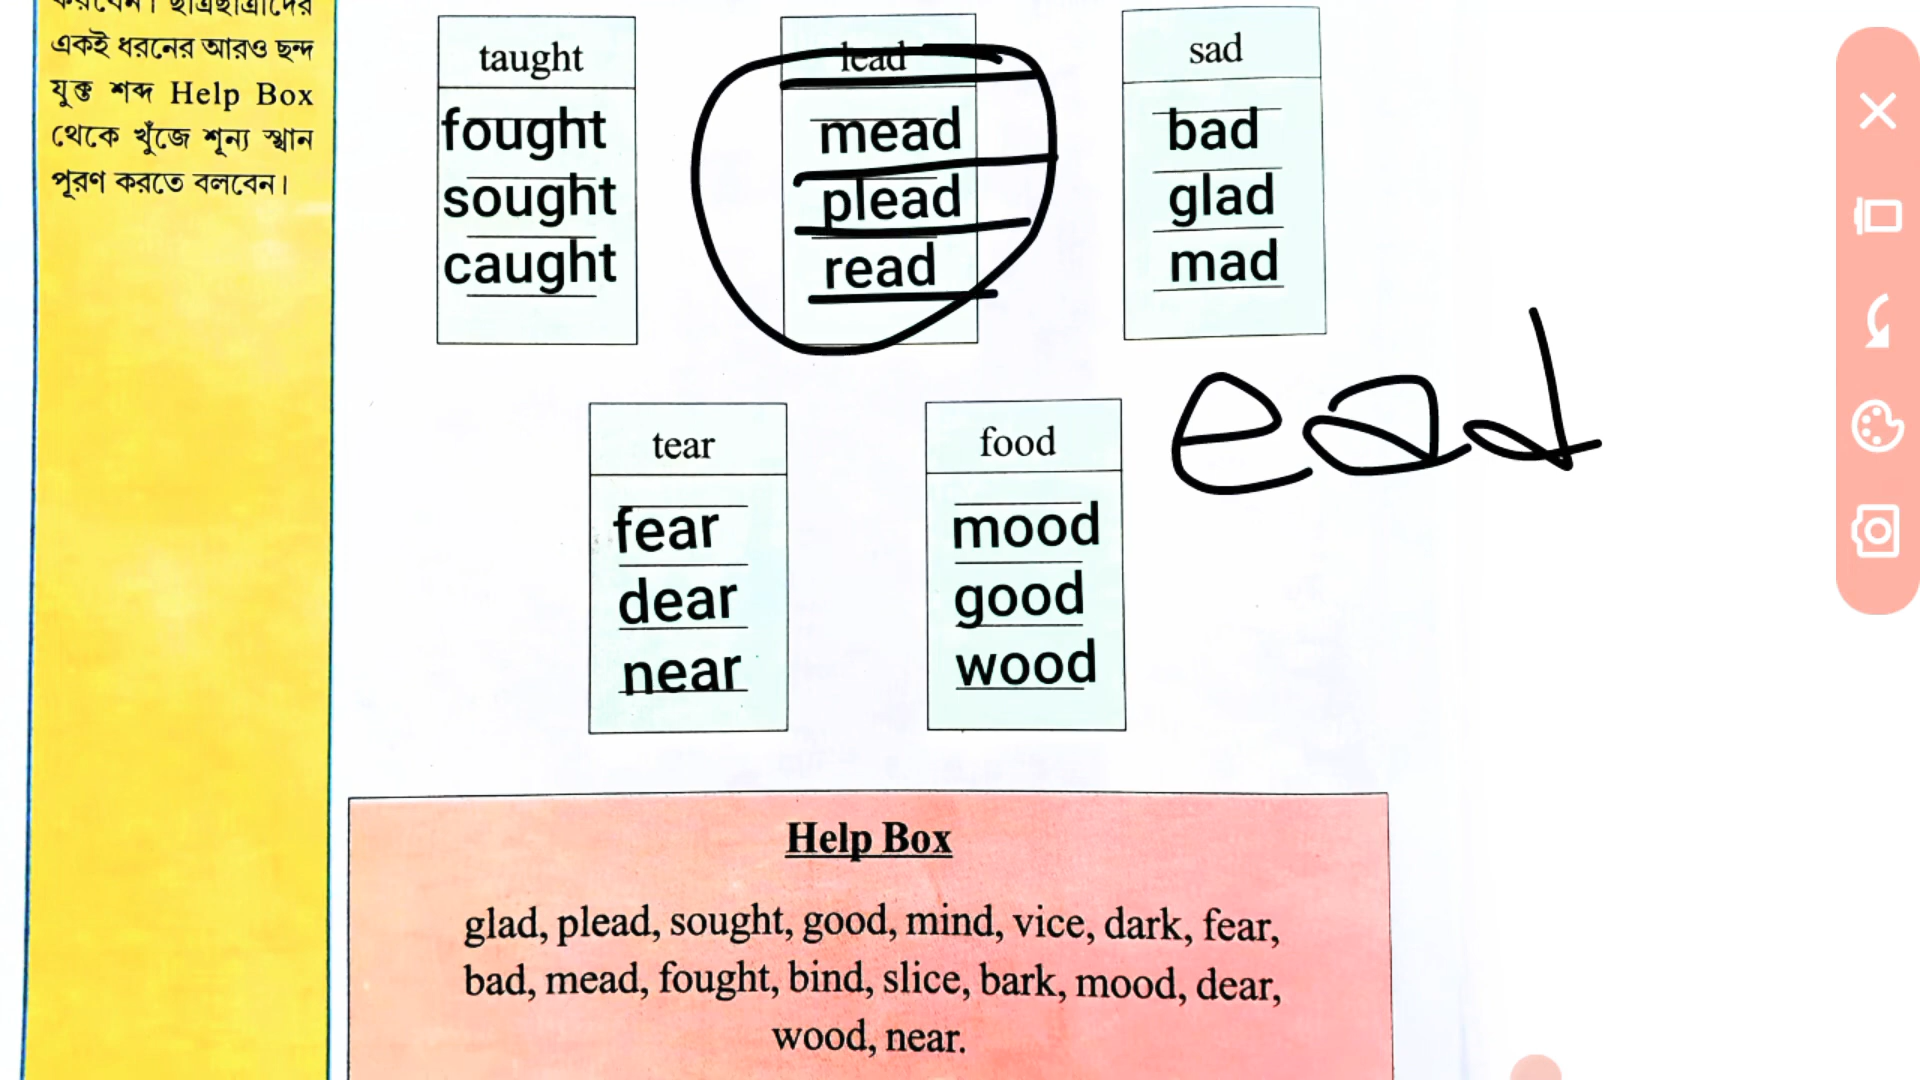 একই ধরনের আরও ছন্দ
যুক্ত শব্দ Help Box
থেকে খুঁজে শূন্য স্থান
পূরণ করতে বলবেন।
taught
fought
sought
caught
lead
mead
plead
read
sad
bad
glad
mad
ead
tear
fear
dear
near
food
mood
good
wood
Help Box
glad, plead, sought, good, mind, vice, dark, fear,
bad, mead, fought, bind, slice, bark, mood, dear,
wood, near.